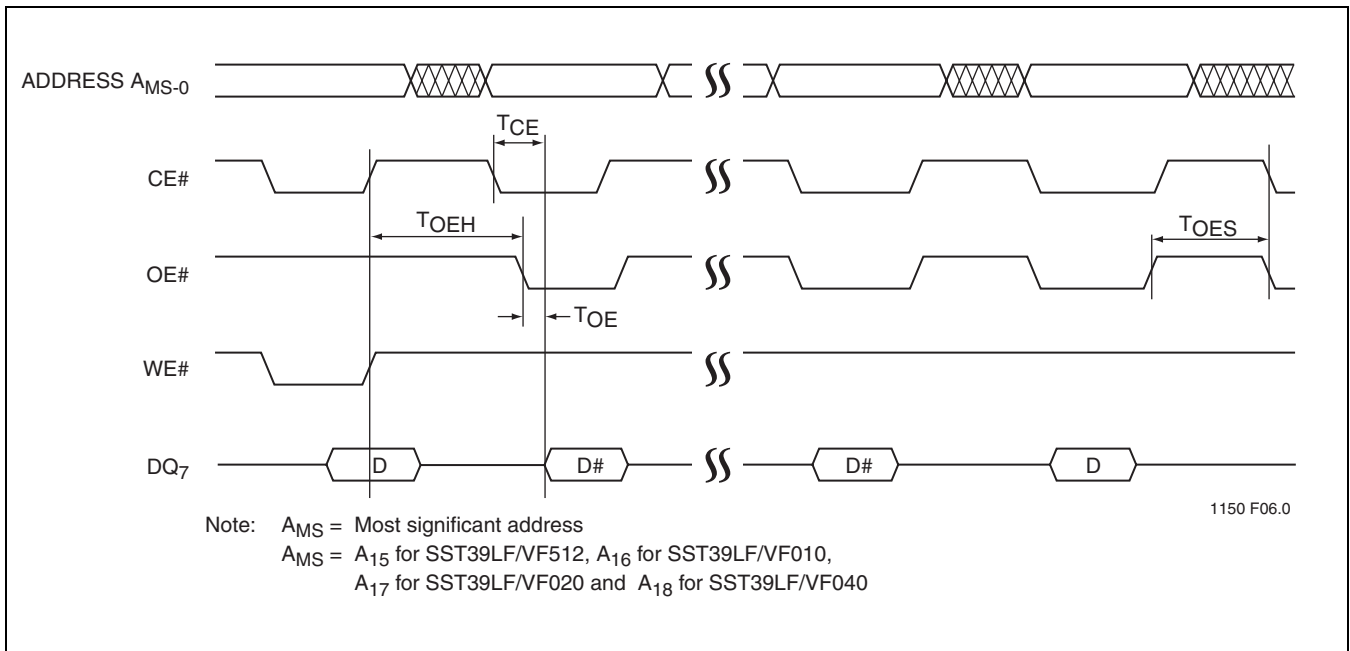 ADDRESS AMS-0
TCE
CE#
TOEH
TOES
OE#
TOE
WE#
DQ7
D
D#
D#
D
1150 F06.0
Note: AMS = Most significant address
AMS = A15 for SST39LF/VF512, A16 for SST39LF/VF010,
A17 for SST39LF/VF020 and A18 for SST39LF/VF040